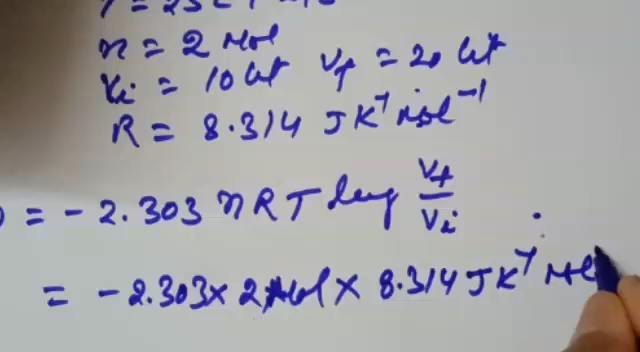 n = 2 mol
Vi = 10 lit Vf = 20 lit
R = 8.314 JK⁻¹ mol⁻¹
= -2.303 nRT log Vf/Vi
= -2.303 × 2 mol × 8.314 JK⁻¹ mol